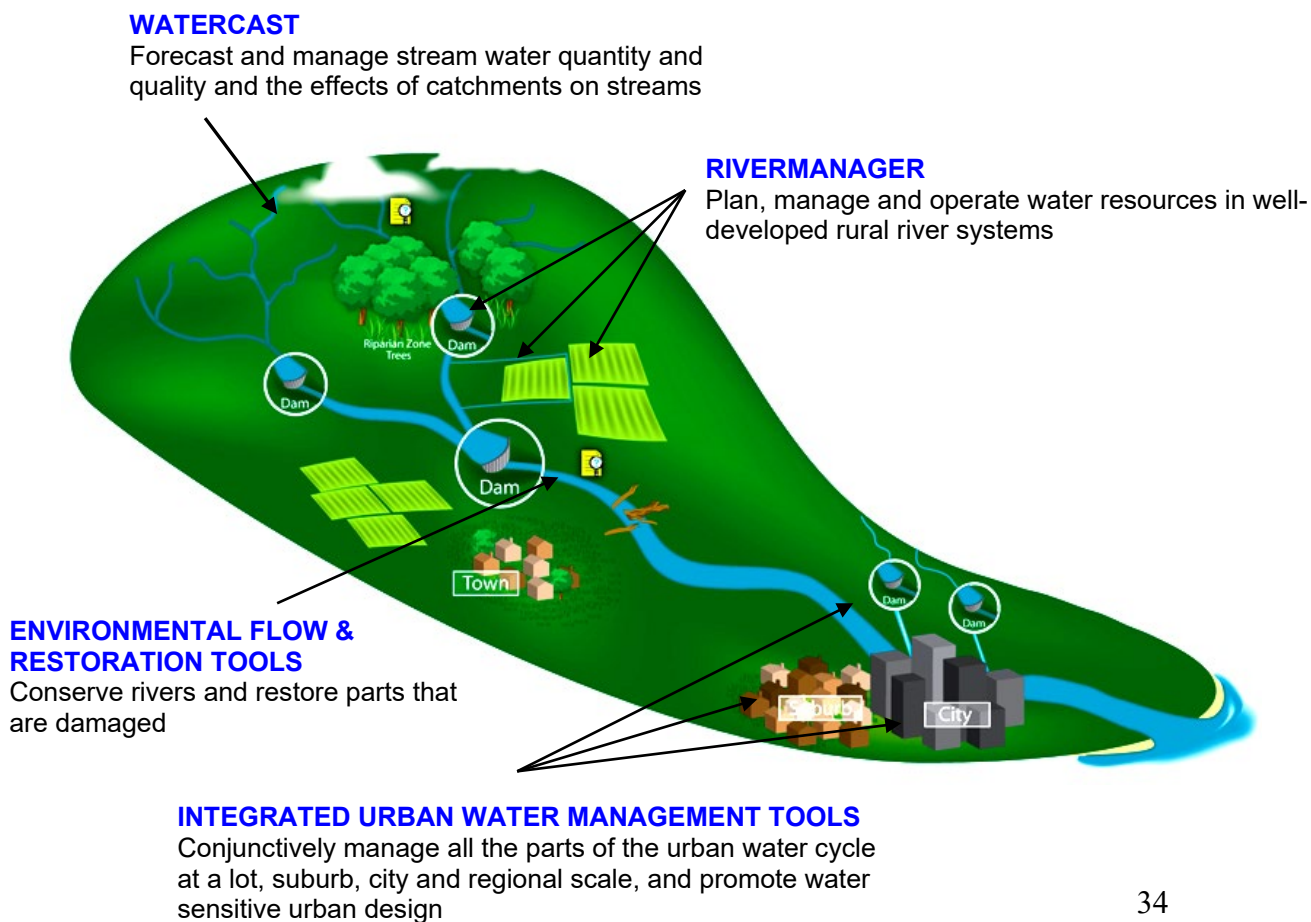 WATERCAST
Forecast and manage stream water quantity and
quality and the effects of catchments on streams
RIVERMANAGER
Plan, manage and operate water resources in well-
developed rural river systems
Riparian Zone
Trees
Dam
Dam
Dam
Town
Dam
Dam
ENVIRONMENTAL FLOW &
RESTORATION TOOLS
Conserve rivers and restore parts that
are damaged
Suburb
City
INTEGRATED URBAN WATER MANAGEMENT TOOLS
Conjunctively manage all the parts of the urban water cycle
at a lot, suburb, city and regional scale, and promote water
sensitive urban design
34